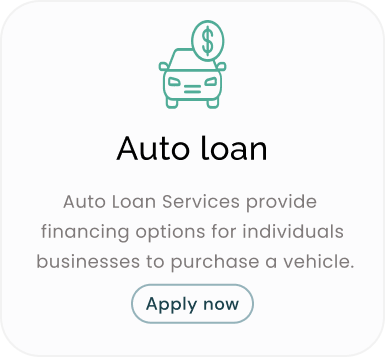 $
Auto loan
Auto Loan Services provide
financing options for individuals
businesses to purchase a vehicle.
Apply now